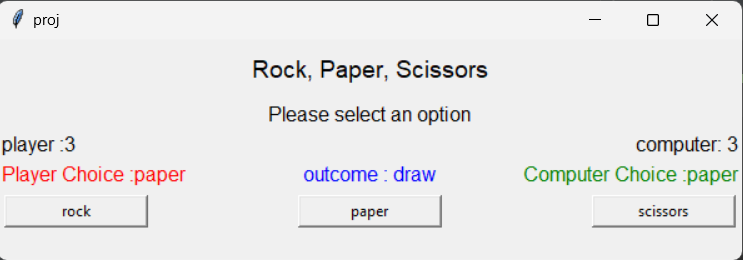 proj
Rock, Paper, Scissors
Please select an option
player :3 computer: 3
Player Choice :paper outcome : draw Computer Choice :paper
rock paper scissors